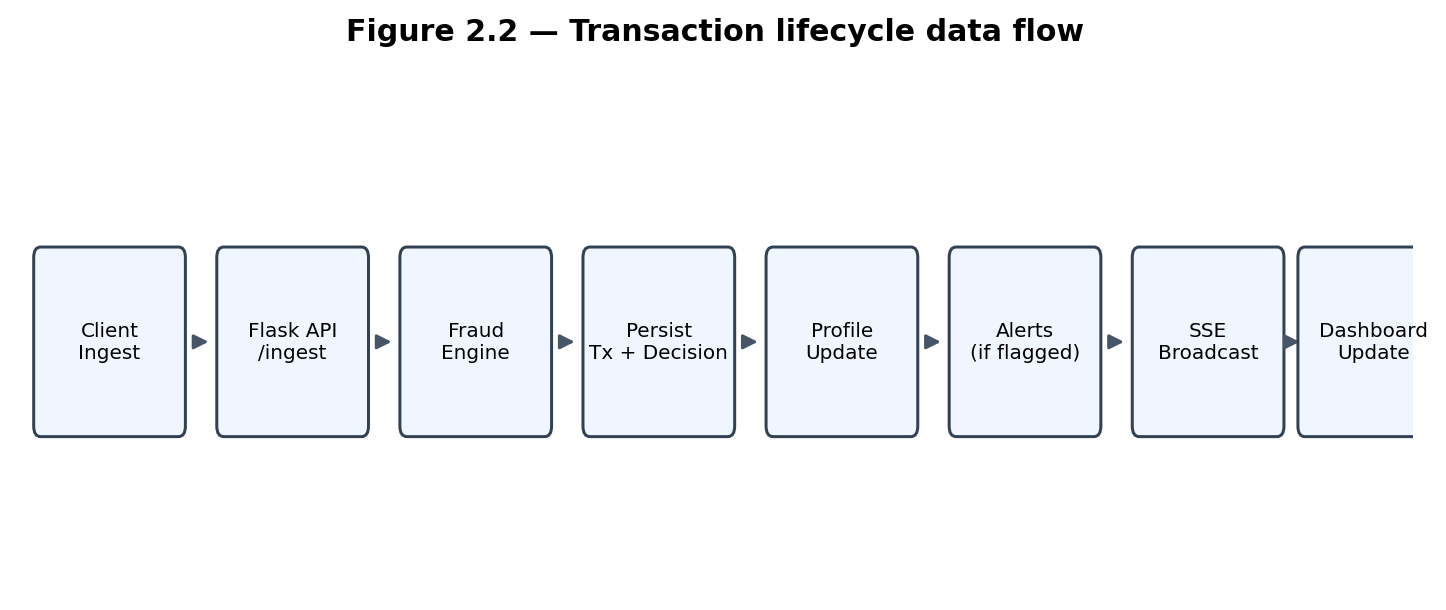 Figure 2.2 — Transaction lifecycle data flow
Client
Ingest
Flask API
/ingest
Fraud
Engine
Persist
Tx + Decision
Profile
Update
Alerts
(if flagged)
SSE
Broadcast
Dashboard
Update